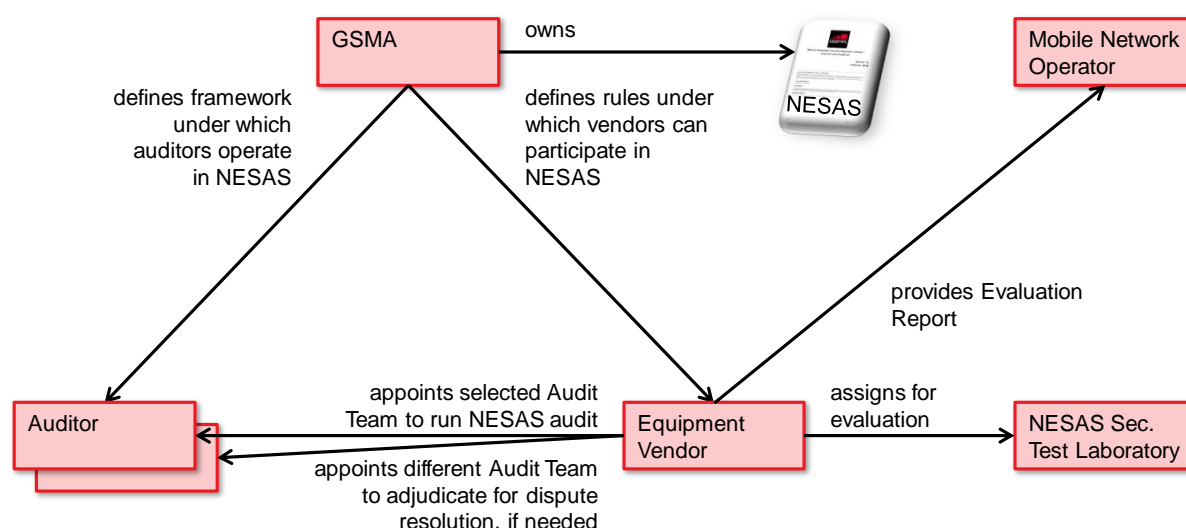 GSMA
owns
NESAS
Mobile Network
Operator
defines framework
under which
auditors operate
in NESAS
defines rules under
which vendors can
participate in
NESAS
provides Evaluation
Report
Auditor
appoints selected Audit
Team to run NESAS audit
Equipment
Vendor
assigns for
evaluation
NESAS Sec.
Test Laboratory
appoints different Audit Team
to adjudicate for dispute
resolution, if needed